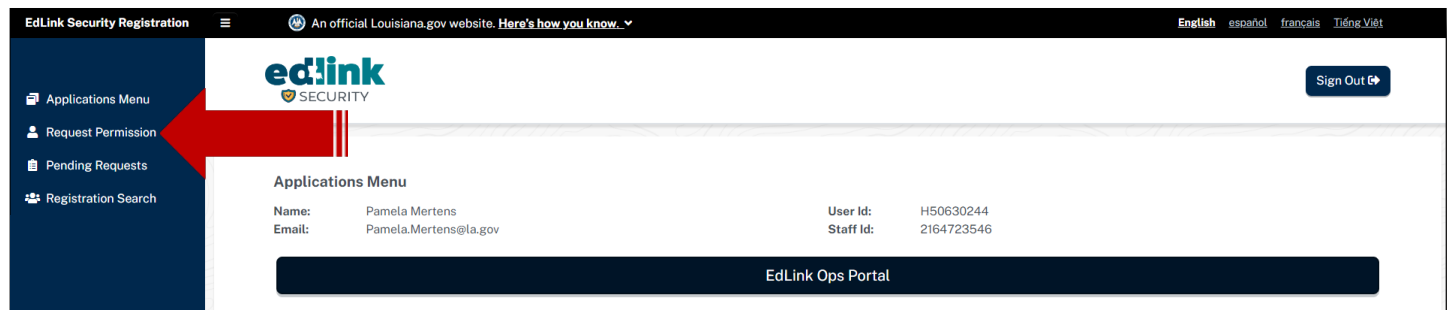 EdLink Security Registration
An official Louisiana.gov website. Here's how you know.
English español français Tiếng Việt
edlink
SECURITY
Sign Out
Applications Menu
Request Permission
Pending Requests
Registration Search
Applications Menu
Name: Pamela Mertens User Id: H50630244
Email: Pamela.Mertens@la.gov Staff Id: 2164723546
EdLink Ops Portal